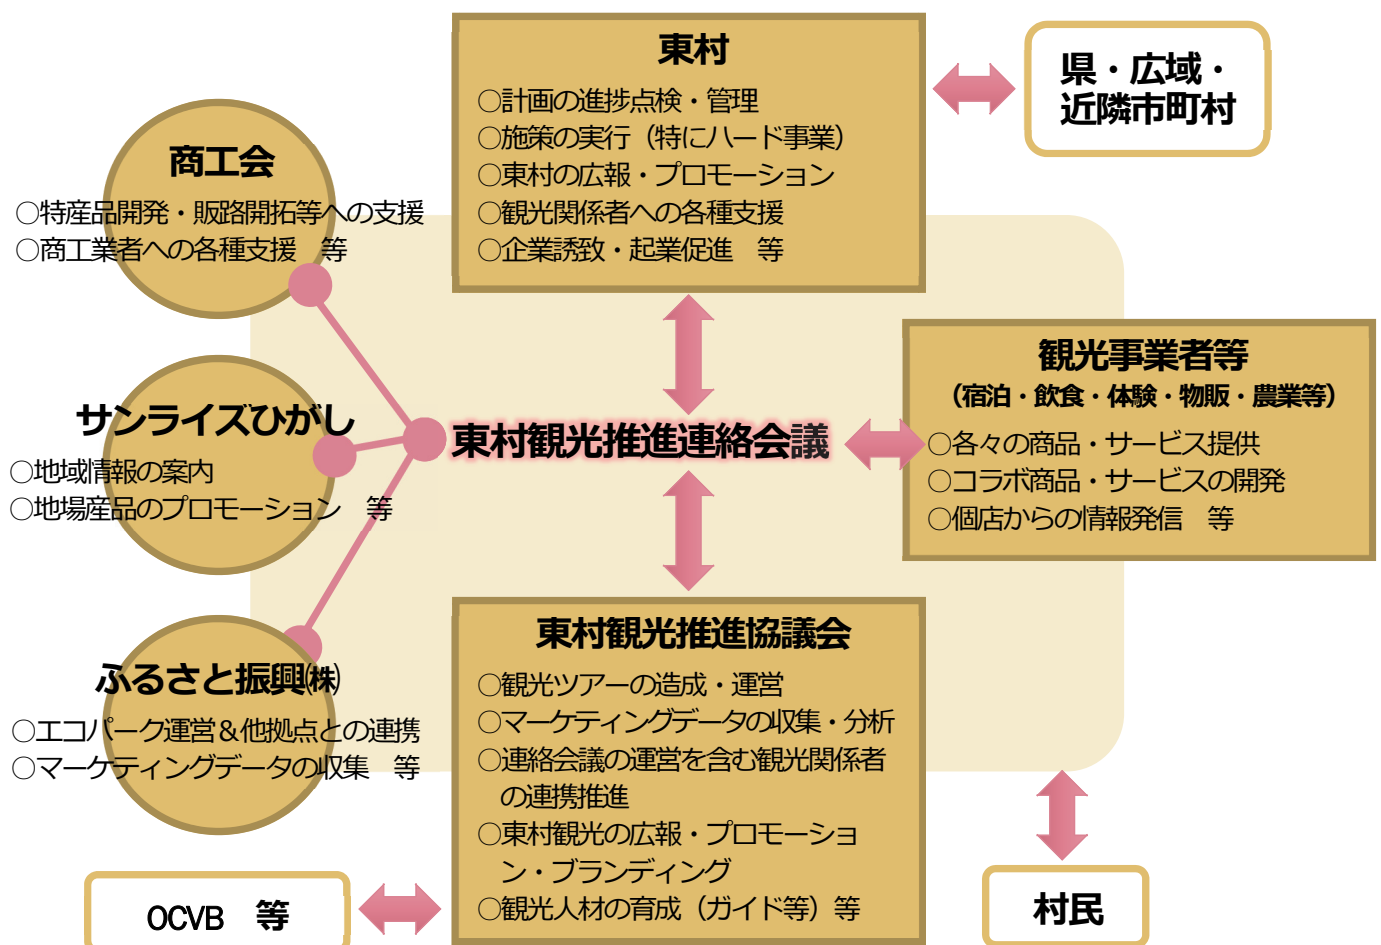 東村
○計画の進捗点検・管理
○施策の実行（特にハード事業）
○東村の広報・プロモーション
○観光関係者への各種支援
○企業誘致・起業促進　等
県・広域・
近隣市町村
商工会
○特産品開発・販路開拓等への支援
○商工業者への各種支援　等
観光事業者等
（宿泊・飲食・体験・物販・農業等）
○各々の商品・サービス提供
○コラボ商品・サービスの開発
○個店からの情報発信　等
サンライズひがし
○地域情報の案内
○地場産品のプロモーション　等
東村観光推進連絡会議
ふるさと振興㈱
○エコパーク運営＆他拠点との連携
○マーケティングデータの収集　等
東村観光推進協議会
○観光ツアーの造成・運営
○マーケティングデータの収集・分析
○連絡会議の運営を含む観光関係者
の連携推進
○東村観光の広報・プロモーショ
ン・ブランディング
○観光人材の育成（ガイド等）等
OCVB　等
村民